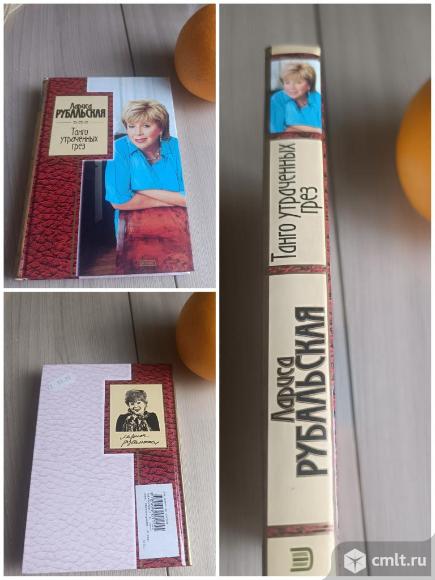 Лариса
РУБАЛЬСКАЯ
Танго
утраченных
грез
Лариса
РУБАЛЬСКАЯ
Танго утраченных
грез
cmlt.ru